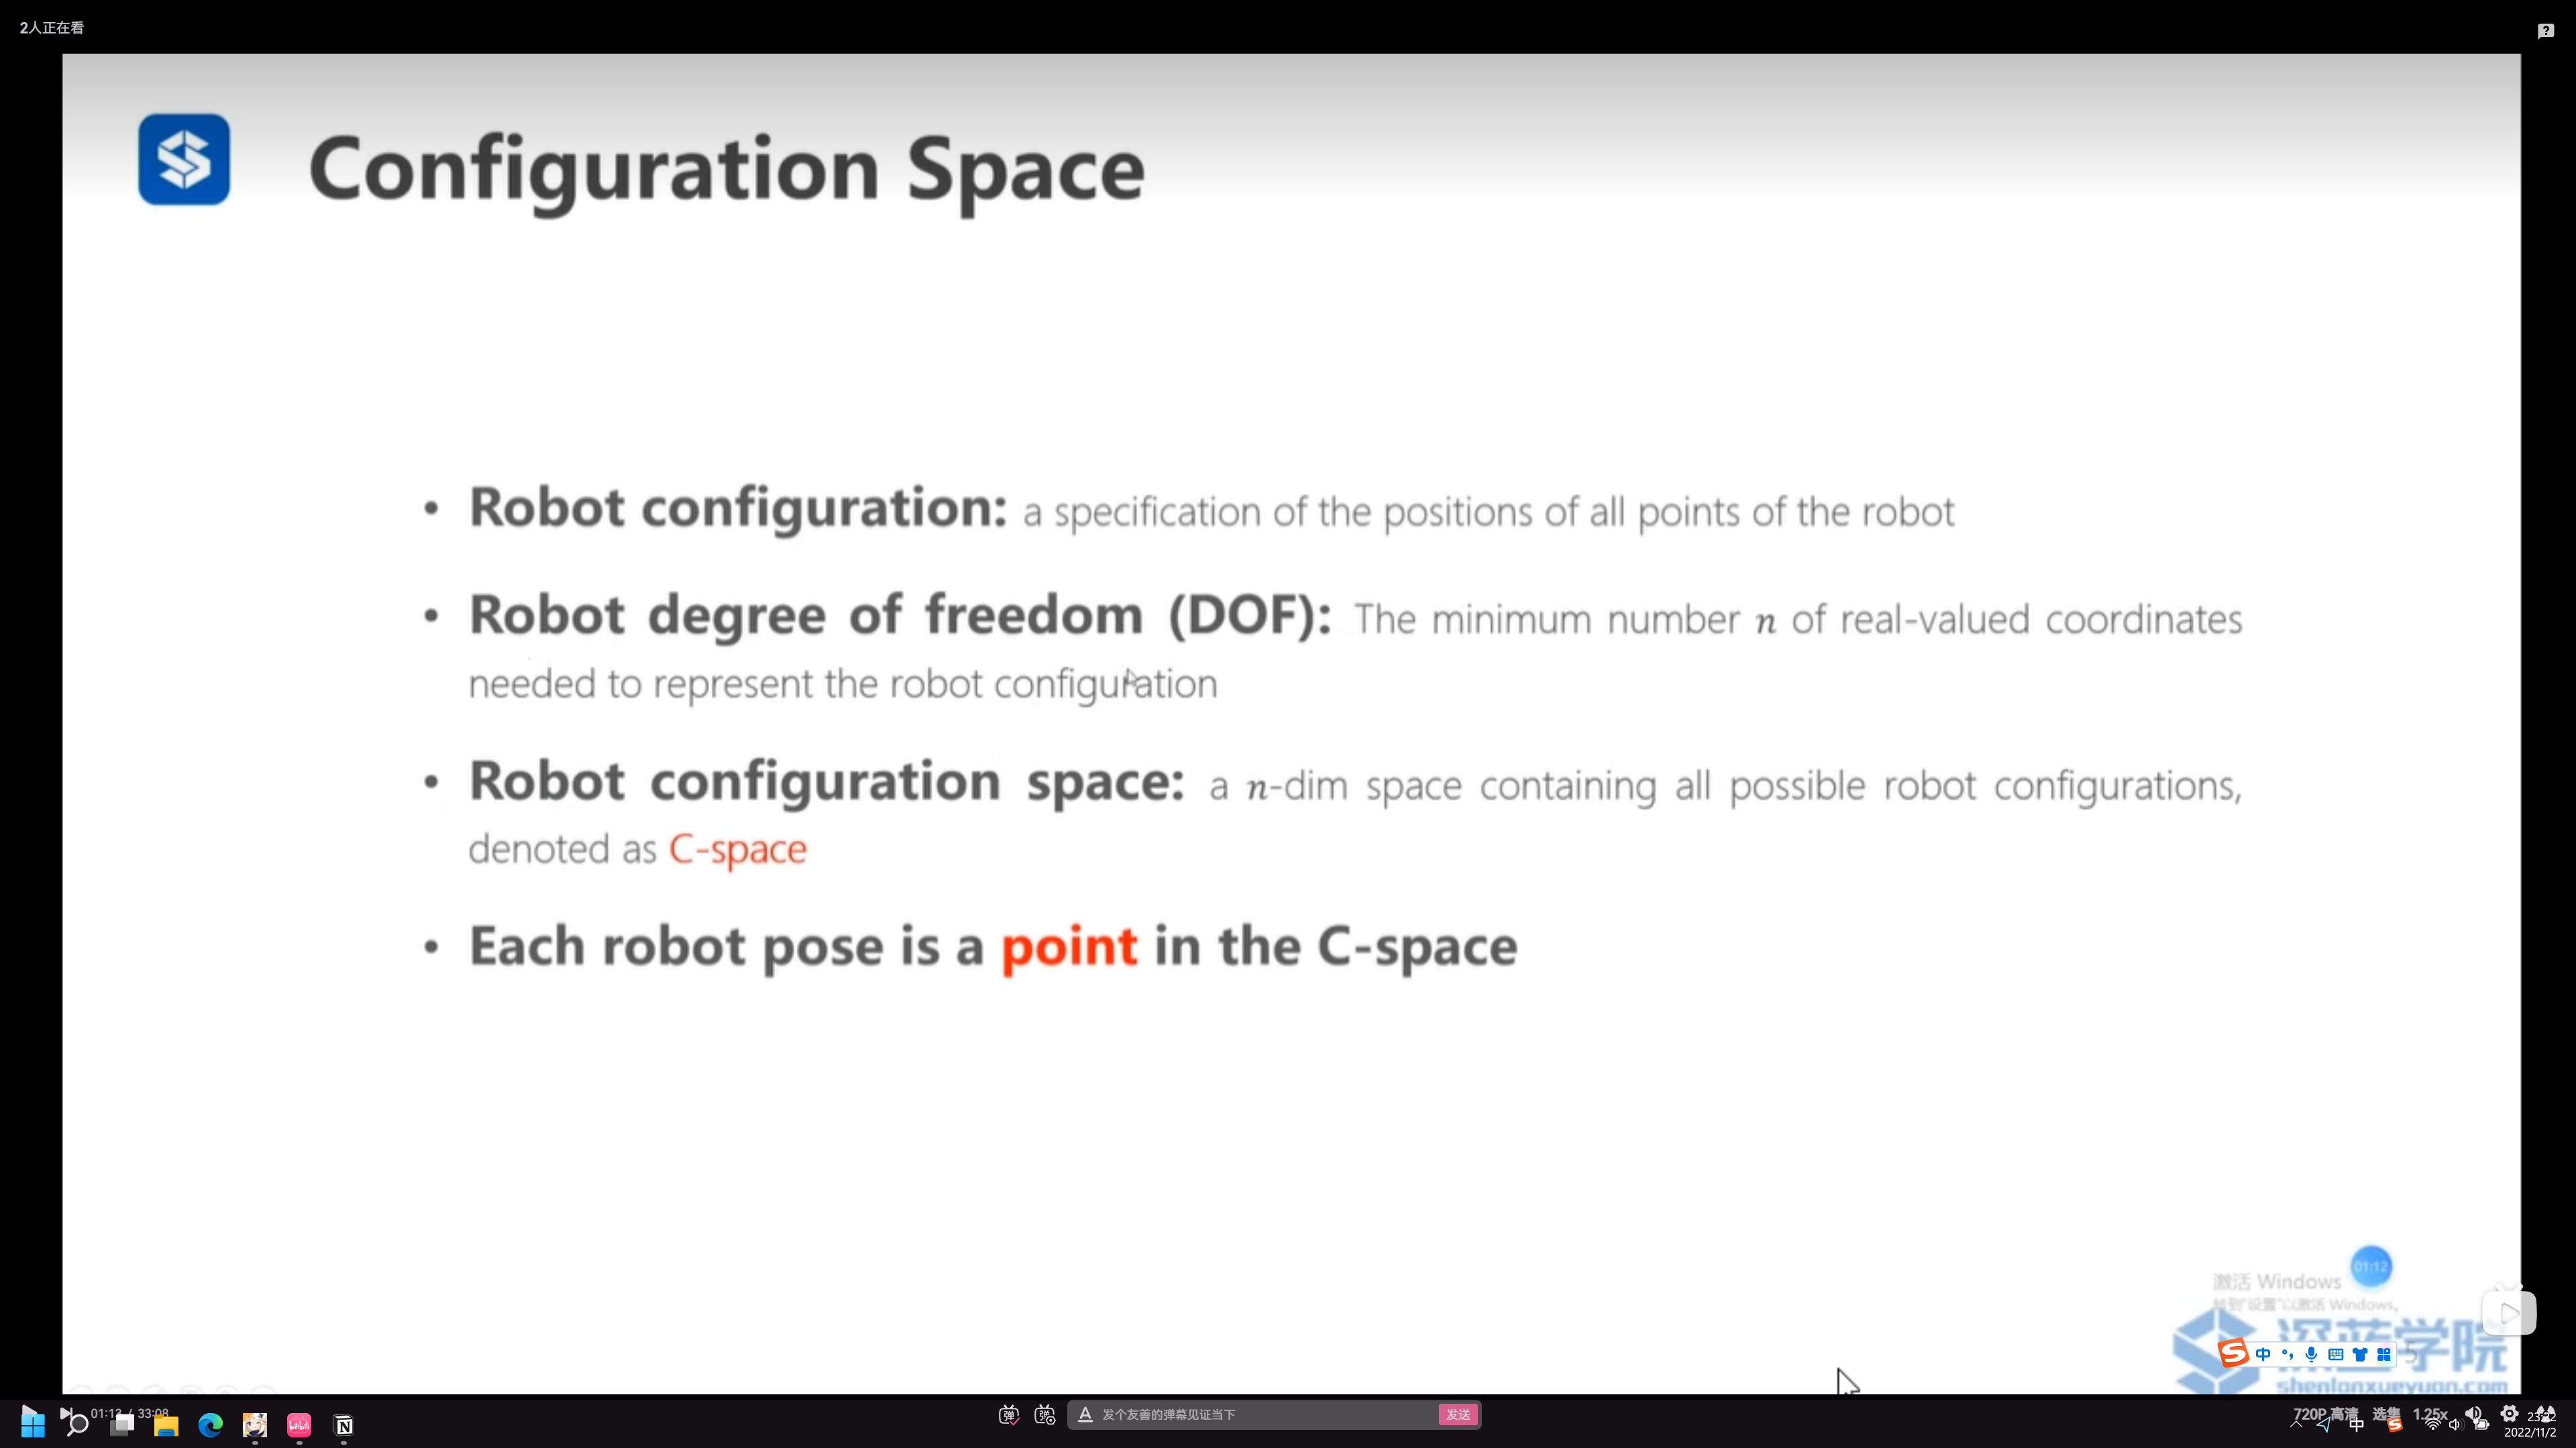 2人正在看
Configuration Space
• Robot configuration: a specification of the positions of all points of the robot
• Robot degree of freedom (DOF): The minimum number n of real-valued coordinates
needed to represent the robot configuration
• Robot configuration space: a n-dim space containing all possible robot configurations,
denoted as C-space
• Each robot pose is a point in the C-space
01:12
激活 Windows
转到"设置"以激活 Windows。
深蓝学院
shenlanxueyuan.com
中
5
01:13 / 33:08
发个友善的弹幕见证当下
发送
720P 高清
选集
1.25x
中
2022/11/2